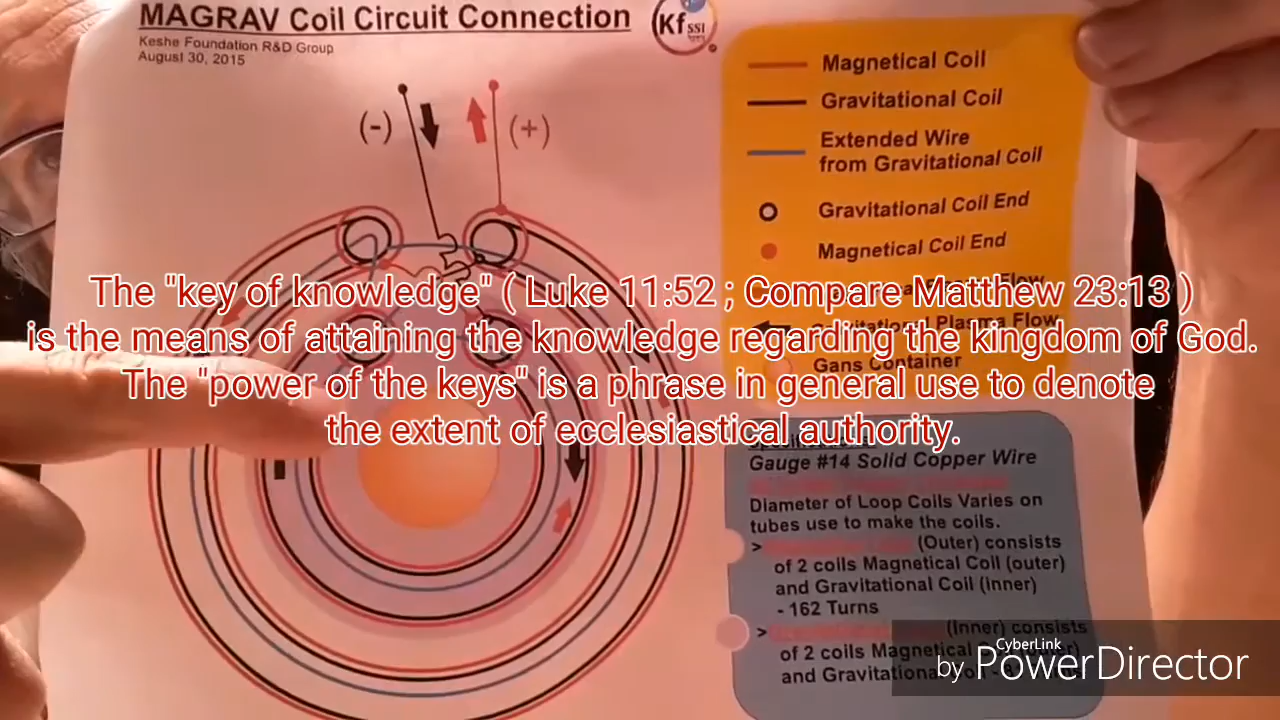 MAGRAV Coil Circuit Connection
Keshe Foundation R&D Group
August 30, 2015
Kf SSI
(-)
(+)
Magnetical Coil
Gravitational Coil
Extended Wire
from Gravitational Coil
Gravitational Coil End
Magnetical Coil End
Flow
Plasma Flow
Gans Container
The "key of knowledge" ( Luke 11:52 ; Compare Matthew 23:13 )
is the means of attaining the knowledge regarding the kingdom of God.
The "power of the keys" is a phrase in general use to denote
the extent of ecclesiastical authority.
Gauge #14 Solid Copper Wire
Diameter of Loop Coils Varies on
tubes use to make the coils.
> (Outer) consists
of 2 coils Magnetical Coil (outer)
and Gravitational Coil (inner)
- 162 Turns
> (Inner) consists
of 2 coils Magnetical
and Gravitational
CyberLink
by PowerDirector